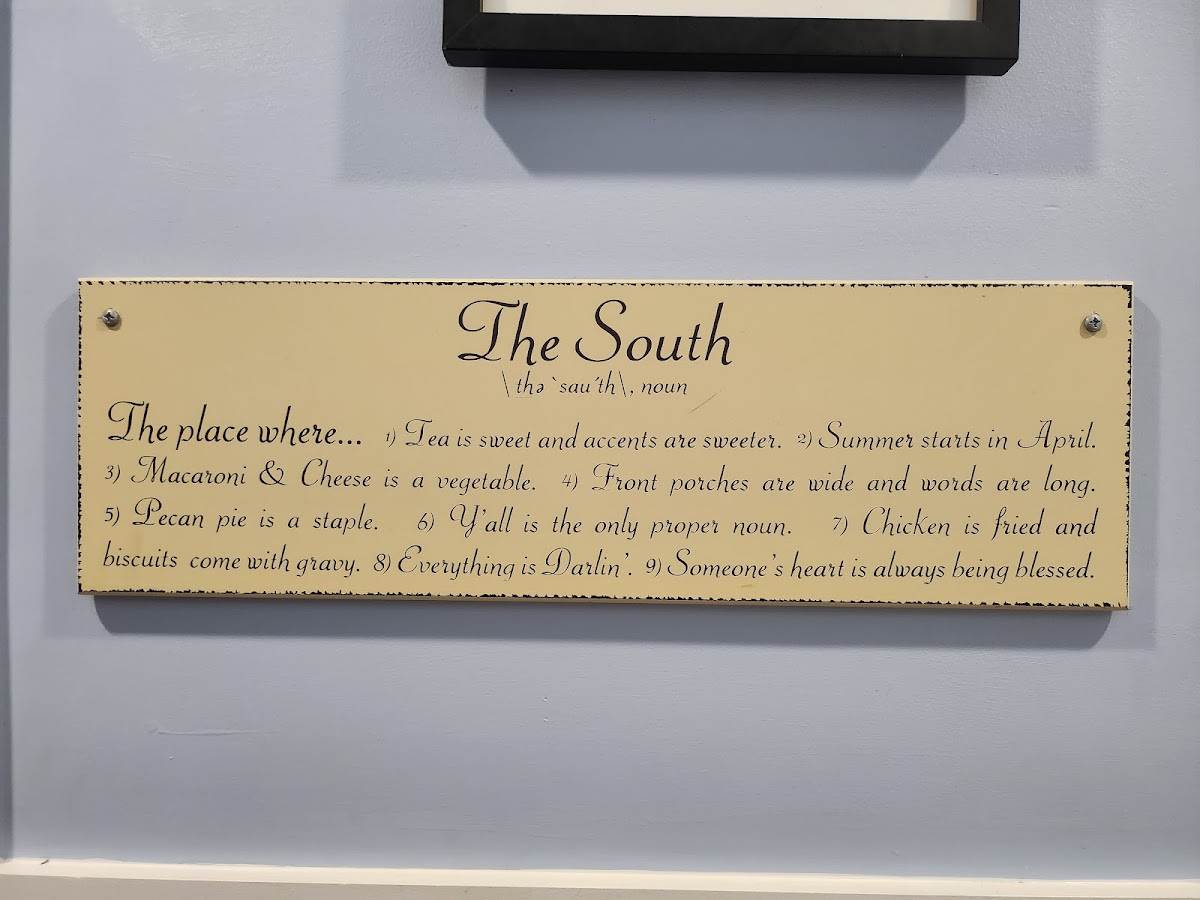 The South
\ thə `sau´th\, noun
The place where... 1) Tea is sweet and accents are sweeter. 2) Summer starts in April.
3) Macaroni & Cheese is a vegetable. 4) Front porches are wide and words are long.
5) Pecan pie is a staple. 6) Y'all is the only proper noun. 7) Chicken is fried and
biscuits come with gravy. 8) Everything is Darlin'. 9) Someone's heart is always being blessed.